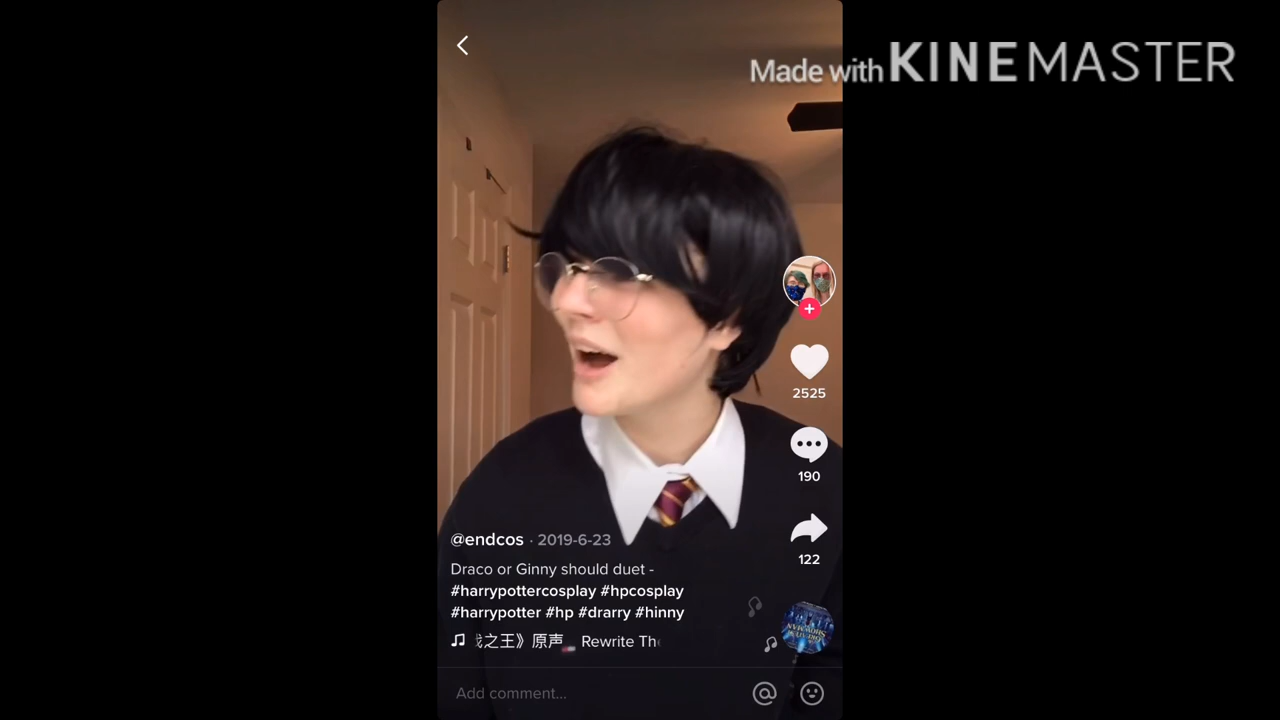 Made with KINEMASTER
2525
190
122
@endcos · 2019-6-23
Draco or Ginny should duet -
#harrypottercosplay #hpcosplay
#harrypotter #hp #drarry #hinny
之王》原声 Rewrite Th
Add comment...